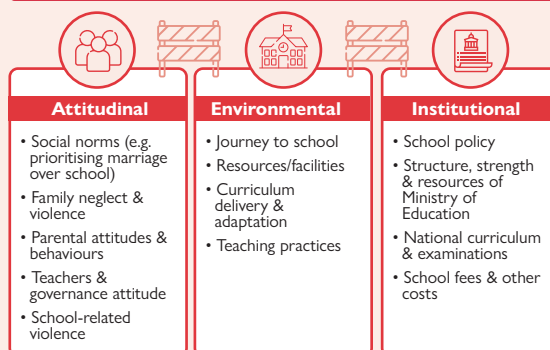 Attitudinal
• Social norms (e.g.
prioritising marriage
over school)
• Family neglect &
violence
• Parental attitudes &
behaviours
• Teachers &
governance attitude
• School-related
violence
Environmental
• Journey to school
• Resources/facilities
• Curriculum
delivery &
adaptation
• Teaching practices
Institutional
• School policy
• Structure, strength
& resources of
Ministry of
Education
• National curriculum
& examinations
• School fees & other
costs